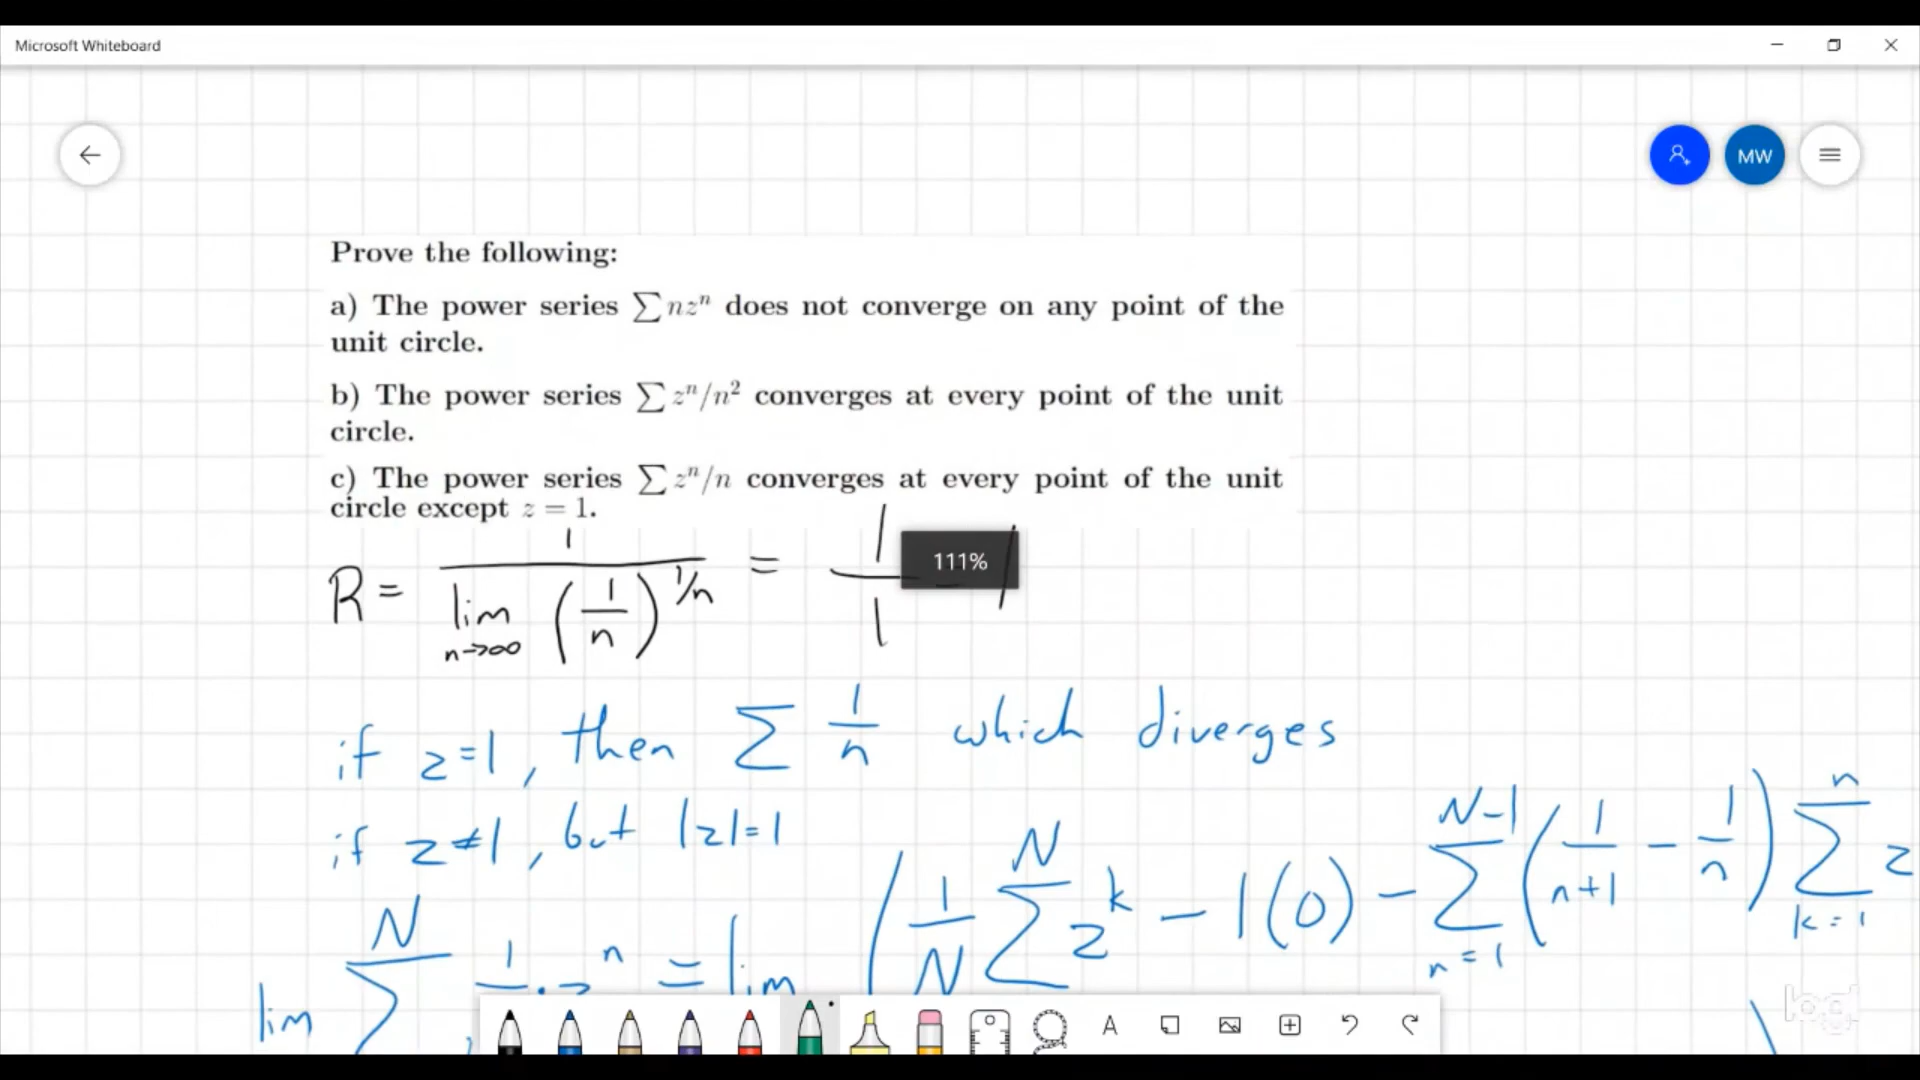 Microsoft Whiteboard
MW
Prove the following:
a) The power series ∑ nzⁿ does not converge on any point of the
unit circle.
b) The power series ∑ zⁿ/n² converges at every point of the unit
circle.
c) The power series ∑ zⁿ/n converges at every point of the unit
circle except z = 1.
R = 1 / lim_{n→∞} (1/n)^{1/n} = 1/1 = 1
111%
if z=1, then ∑ 1/n which diverges
if z≠1, but |z|=1
lim ∑^N 1/ · zⁿ = lim (1/N ∑^N z^k − 1(0) − ∑_{n=1}^{N−1} (1/(n+1) − 1/n) ∑_{k=1}^{n} z
A
logi